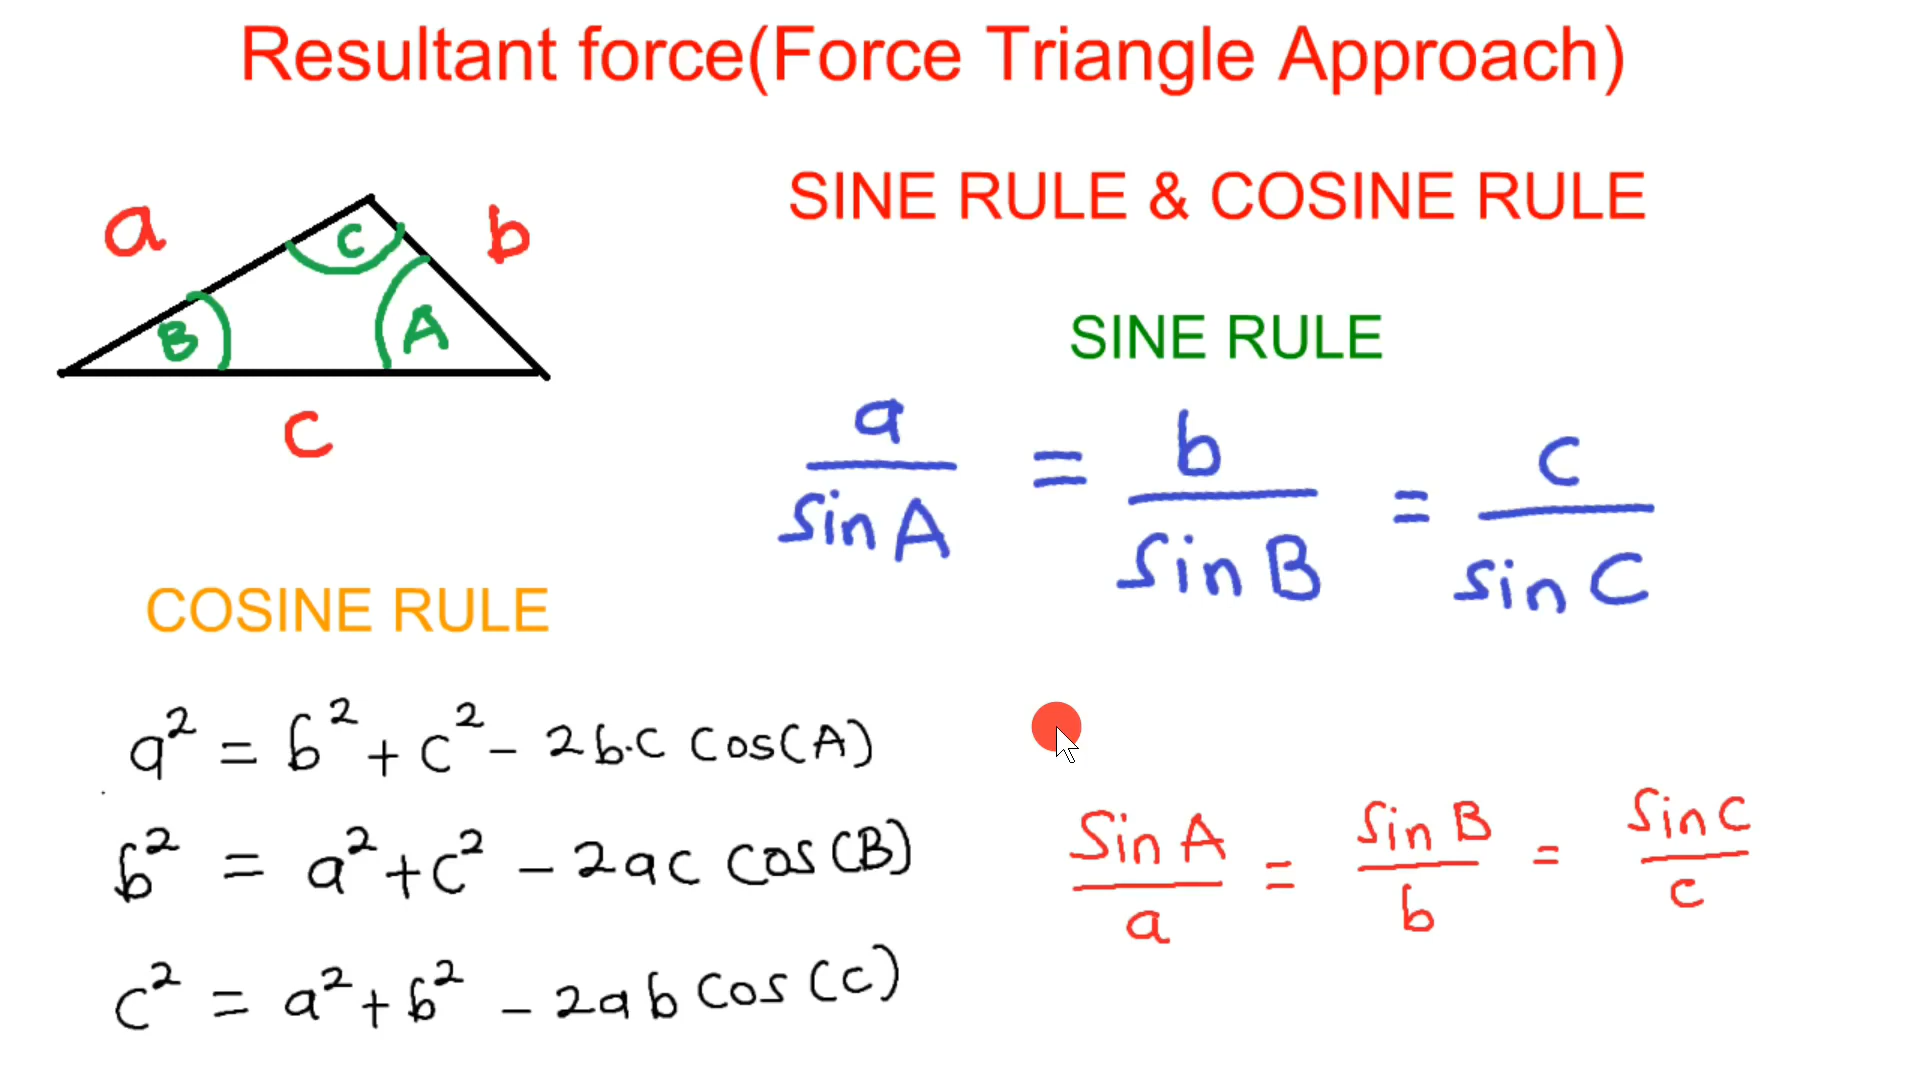 Resultant force(Force Triangle Approach)
SINE RULE & COSINE RULE
a
b
C
B
A
c
SINE RULE
a/sin A = b/sin B = c/sin C
COSINE RULE
a² = b² + c² - 2b.c cos(A)
b² = a² + c² - 2ac cos(B)
c² = a² + b² - 2ab cos(c)
Sin A/a = sin B/b = sin C/c